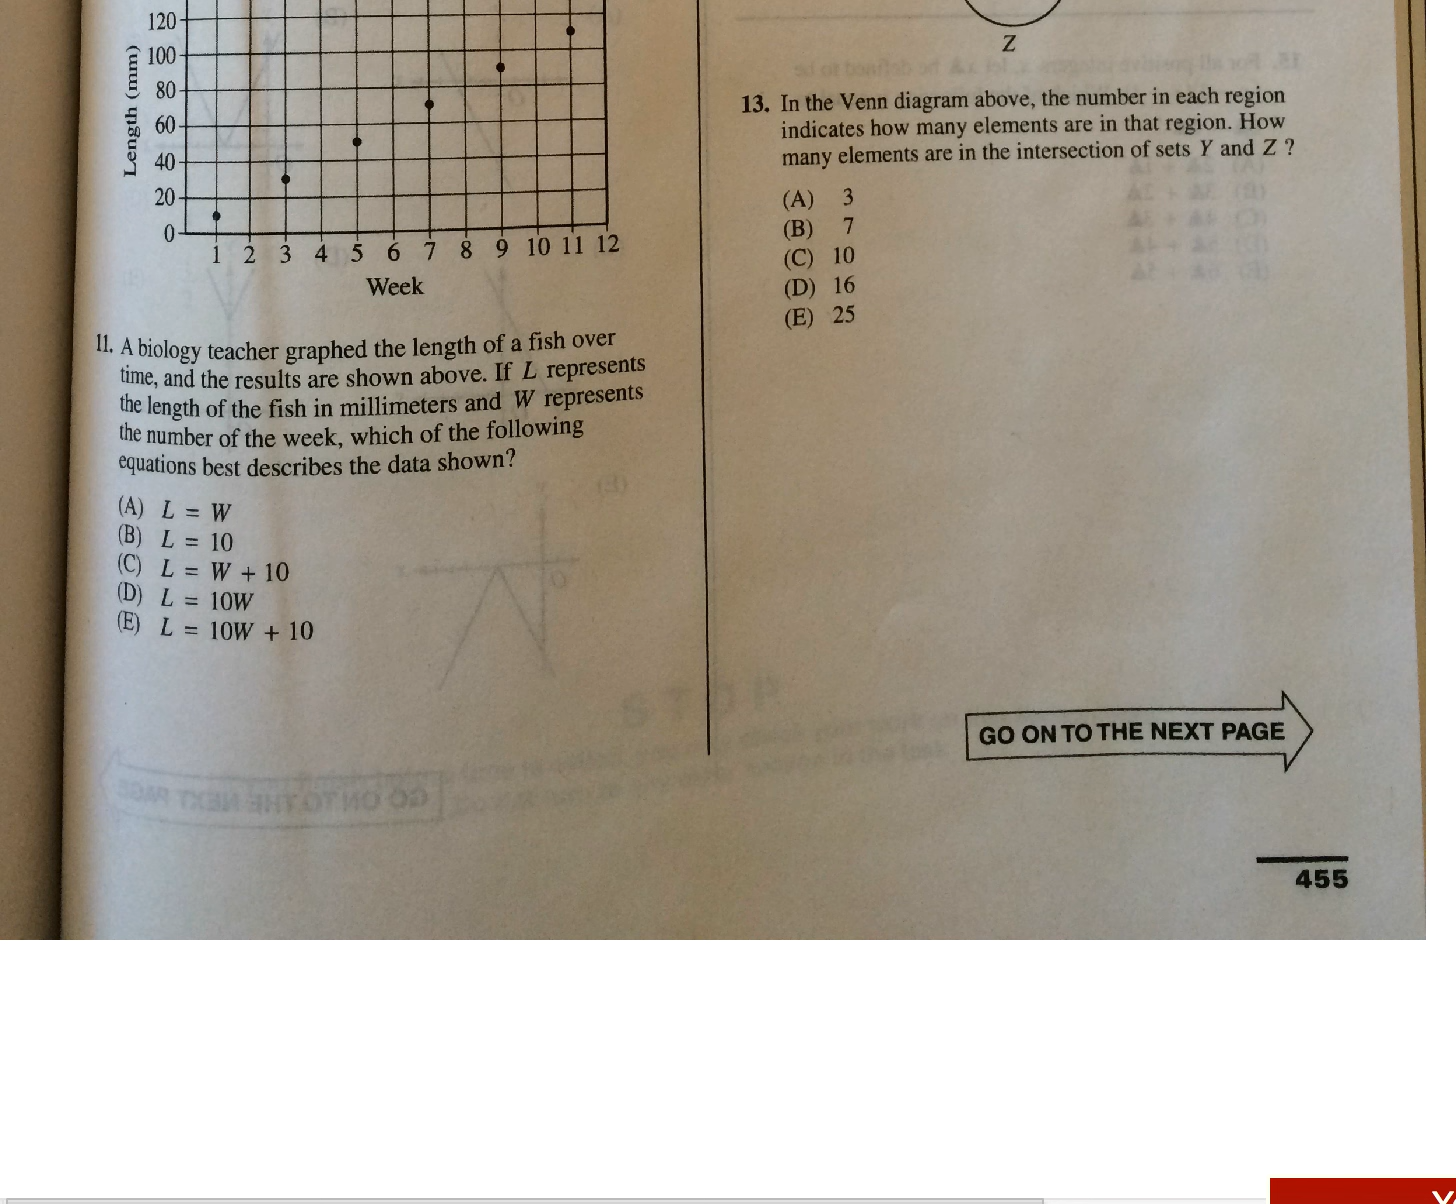 120
100
80
60
40
20
0
Length (mm)
1 2 3 4 5 6 7 8 9 10 11 12
Week
11. A biology teacher graphed the length of a fish over
time, and the results are shown above. If L represents
the length of the fish in millimeters and W represents
the number of the week, which of the following
equations best describes the data shown?
(A) L = W
(B) L = 10
(C) L = W + 10
(D) L = 10W
(E) L = 10W + 10
Z
13. In the Venn diagram above, the number in each region
indicates how many elements are in that region. How
many elements are in the intersection of sets Y and Z ?
(A) 3
(B) 7
(C) 10
(D) 16
(E) 25
GO ON TO THE NEXT PAGE
455